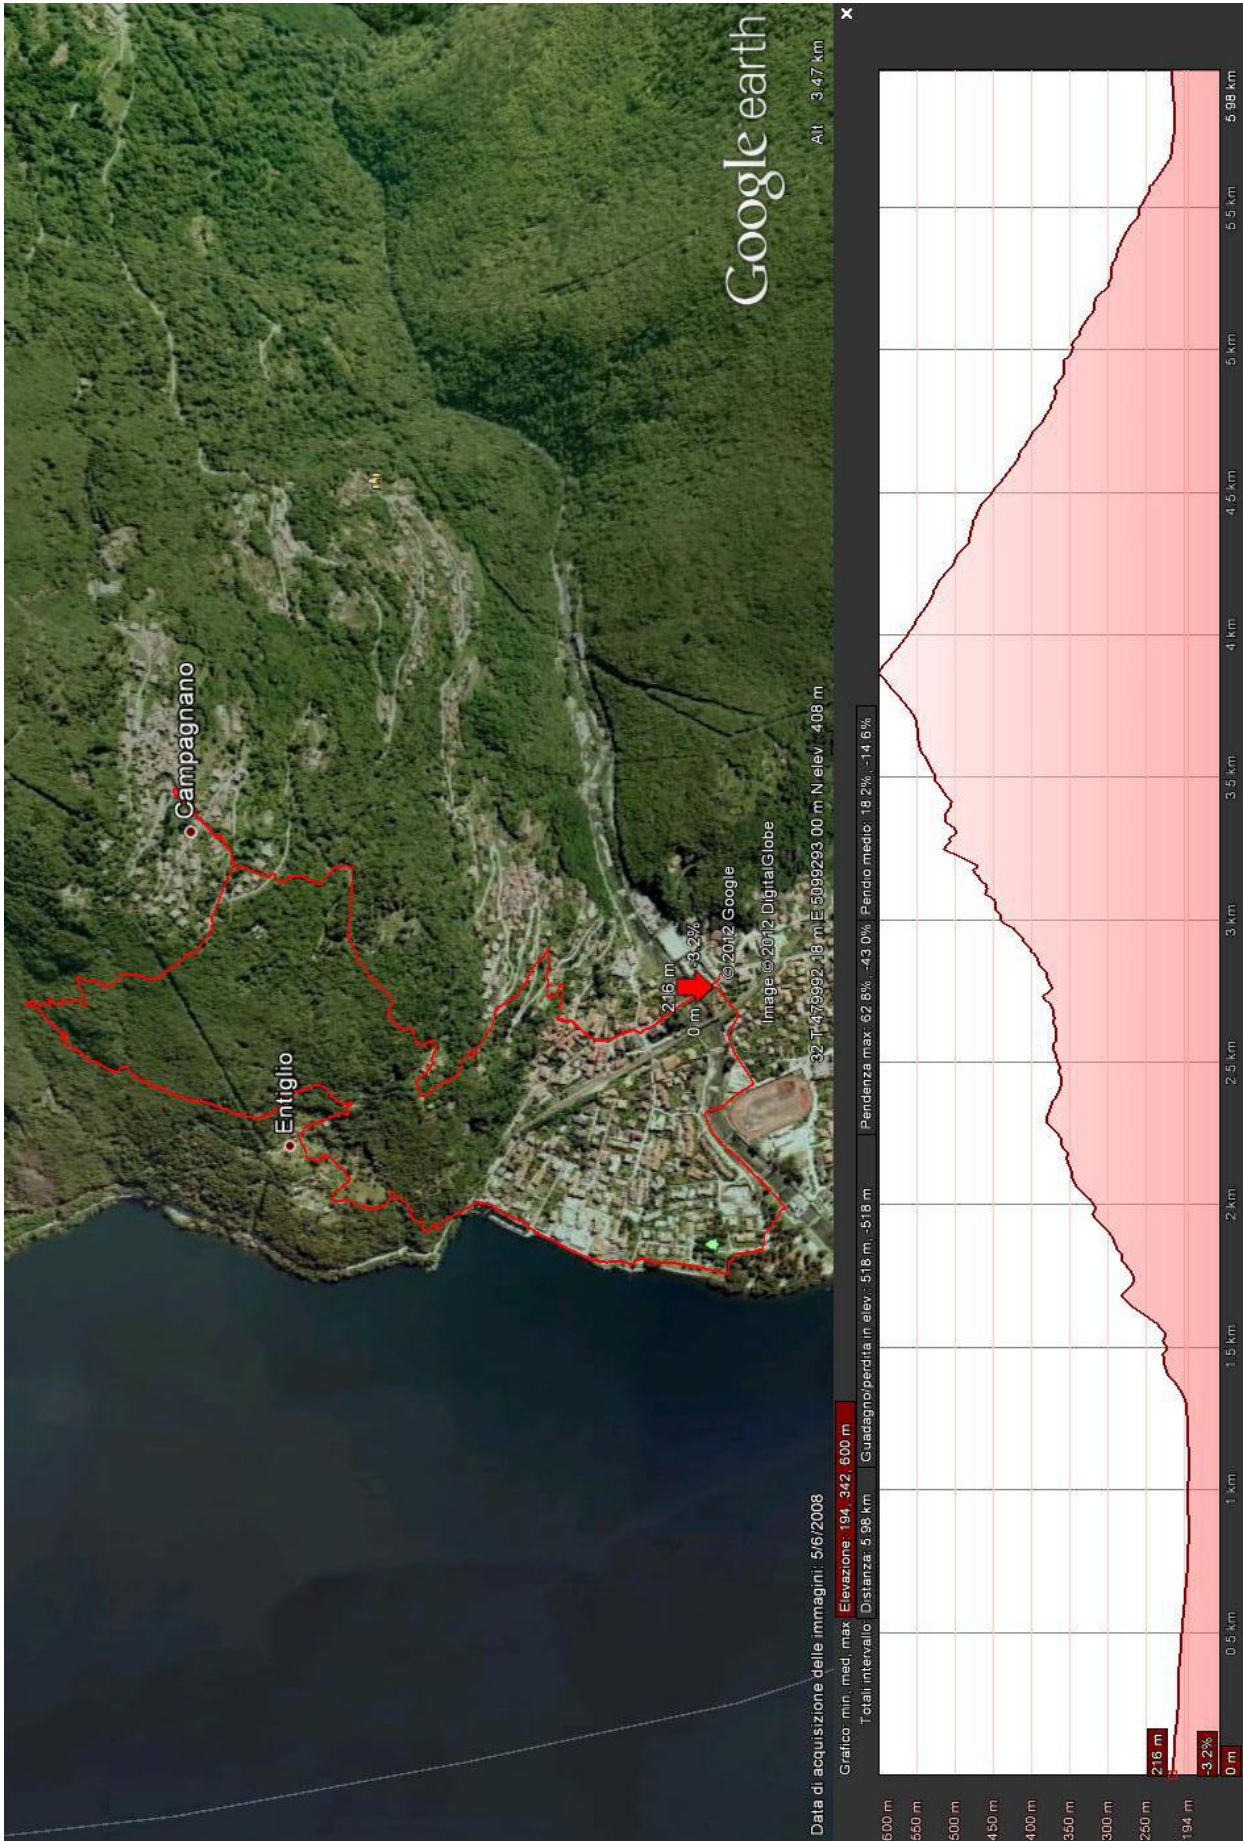 Campagnano
Entiglio
216 m
0 m
-3.2%
© 2012 Google
Image © 2012 DigitalGlobe
Google earth
Data di acquisizione delle immagini: 5/6/2008
32 T 479992.18 m E 5099293.00 m N elev 408 m
Alt 3.47 km
Grafico: min, med, max Elevazione: 194, 342, 600 m
Totali intervallo: Distanza: 5.98 km Guadagno/perdita in elev.: 518 m, -518 m Pendenza max: 62.8%, -43.0% Pendio medio: 18.2%, -14.6%
600 m
550 m
500 m
450 m
400 m
350 m
300 m
250 m
194 m
216 m
-3.2%
0 m
0.5 km
1 km
1.5 km
2 km
2.5 km
3 km
3.5 km
4 km
4.5 km
5 km
5.5 km
5.98 km